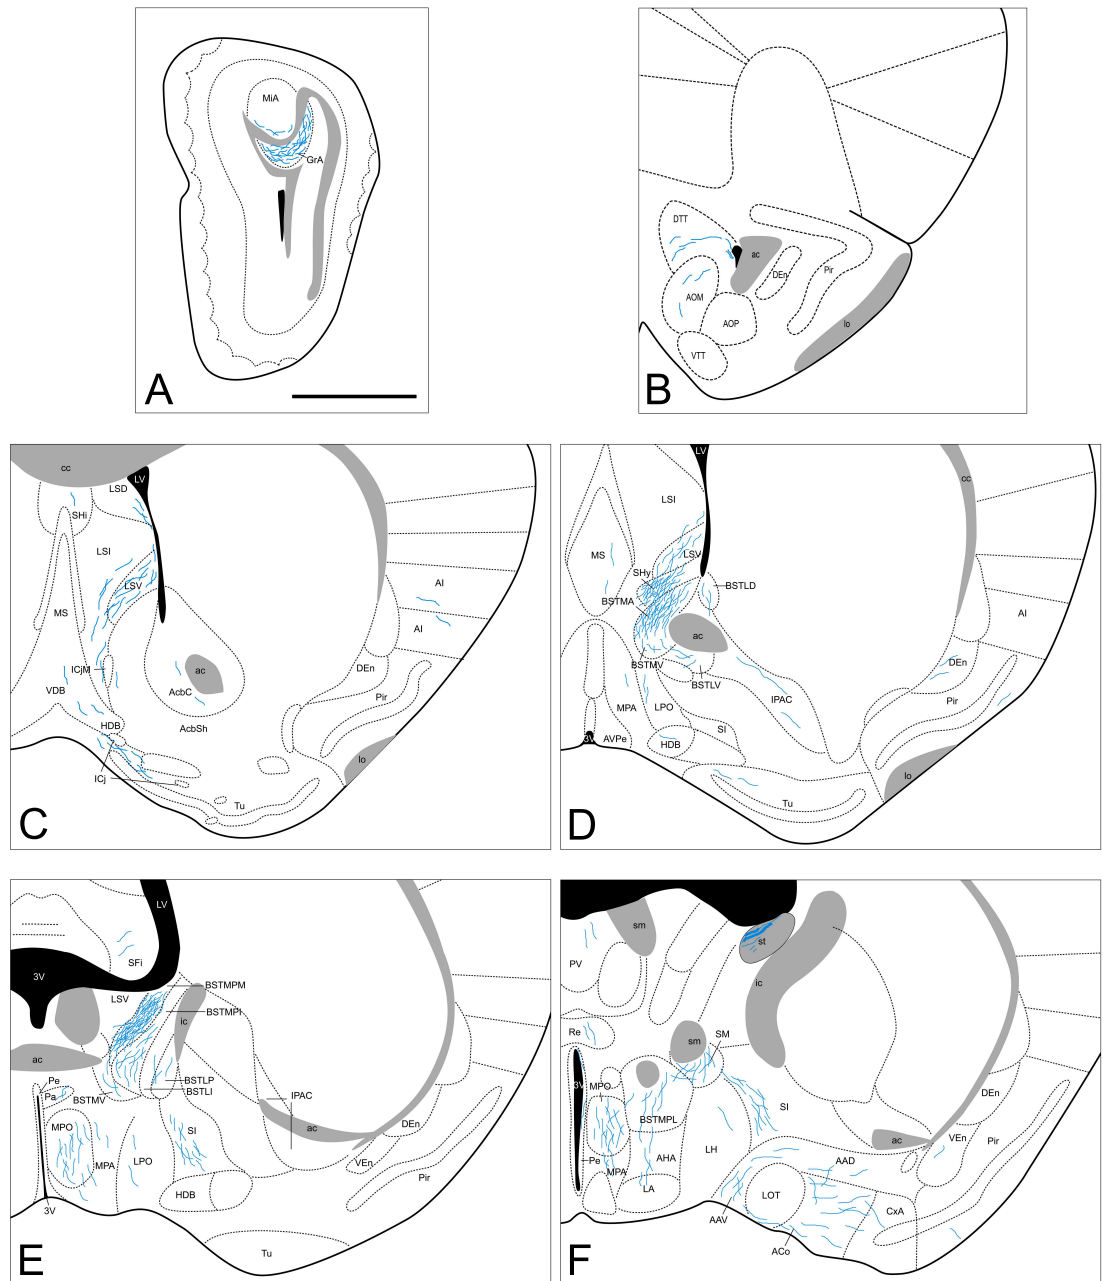 MiA
GrA
A
DTT
ac
DEn
Pir
AOM
AOP
lo
VTT
B
cc
LV
LSD
SHi
LSI
LSV
MS
AI
AI
ICjM
ac
DEn
Pir
VDB
AcbC
HDB
AcbSh
lo
ICj
Tu
C
LV
cc
LSI
MS
LSV
SHy
BSTLD
BSTMA
AI
ac
BSTMV
DEn
BSTLV
IPAC
Pir
MPA
LPO
SI
3V
AVPe
HDB
lo
Tu
D
LV
SFi
3V
LSV
BSTMPM
BSTMPI
ic
ac
Pe
BSTLP
Pa
BSTMV
BSTLI
IPAC
MPO
SI
ac
DEn
MPA
LPO
VEn
Pir
HDB
3V
Tu
E
sm
st
PV
ic
Re
SM
sm
3V
MPO
DEn
BSTMPL
SI
ac
VEn
Pir
Pe
MPA
AHA
LH
AAD
LA
LOT
CxA
AAV
ACo
F